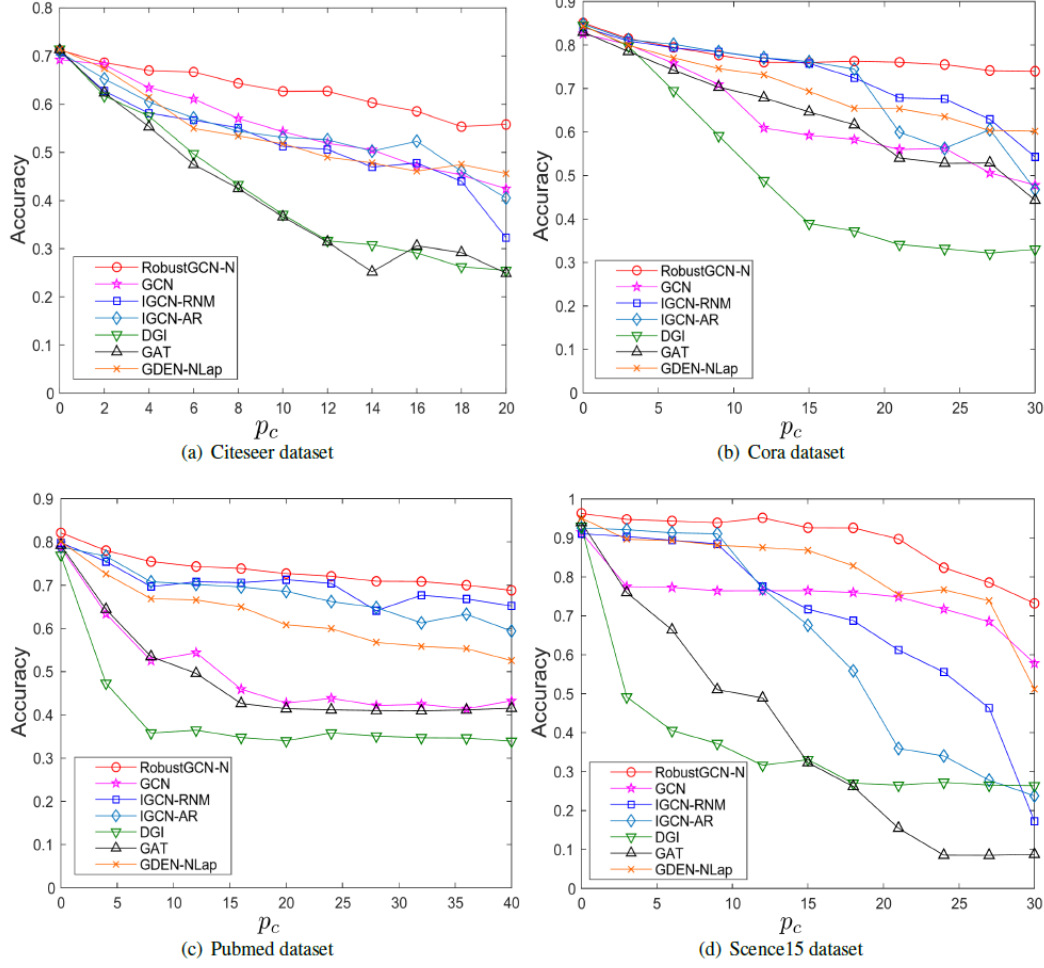 0.8
0.7
0.6
0.5
0.4
0.3
0.2
0.1
0
Accuracy
RobustGCN-N
GCN
IGCN-RNM
IGCN-AR
DGI
GAT
GDEN-NLap
0 2 4 6 8 10 12 14 16 18 20
p_c
(a) Citeseer dataset
0.9
0.8
0.7
0.6
0.5
0.4
0.3
0.2
0.1
0
Accuracy
RobustGCN-N
GCN
IGCN-RNM
IGCN-AR
DGI
GAT
GDEN-NLap
0 5 10 15 20 25 30
p_c
(b) Cora dataset
0.9
0.8
0.7
0.6
0.5
0.4
0.3
0.2
0.1
0
Accuracy
RobustGCN-N
GCN
IGCN-RNM
IGCN-AR
DGI
GAT
GDEN-NLap
0 5 10 15 20 25 30 35 40
p_c
(c) Pubmed dataset
1
0.9
0.8
0.7
0.6
0.5
0.4
0.3
0.2
0.1
0
Accuracy
RobustGCN-N
GCN
IGCN-RNM
IGCN-AR
DGI
GAT
GDEN-NLap
0 5 10 15 20 25 30
p_c
(d) Scence15 dataset